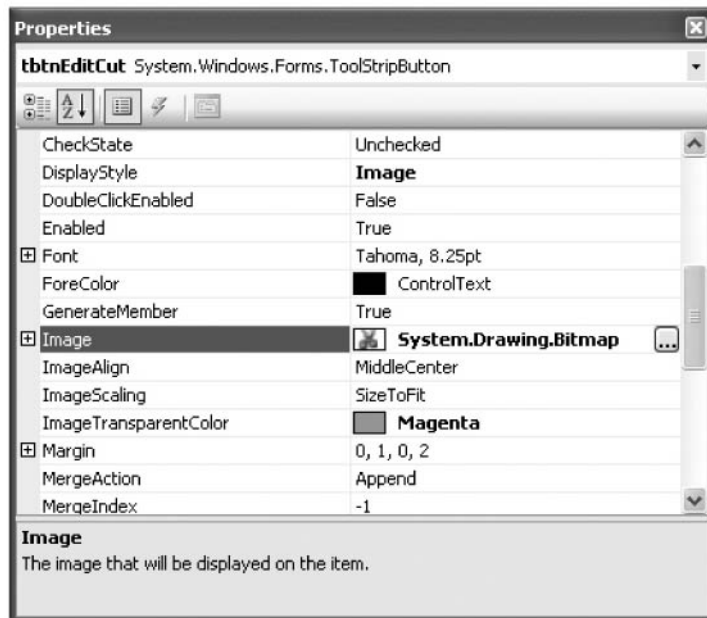 Properties
tbtnEditCut System.Windows.Forms.ToolStripButton
CheckState Unchecked
DisplayStyle Image
DoubleClickEnabled False
Enabled True
Font Tahoma, 8.25pt
ForeColor ControlText
GenerateMember True
Image System.Drawing.Bitmap ...
ImageAlign MiddleCenter
ImageScaling SizeToFit
ImageTransparentColor Magenta
Margin 0, 1, 0, 2
MergeAction Append
MergeIndex -1
Image
The image that will be displayed on the item.